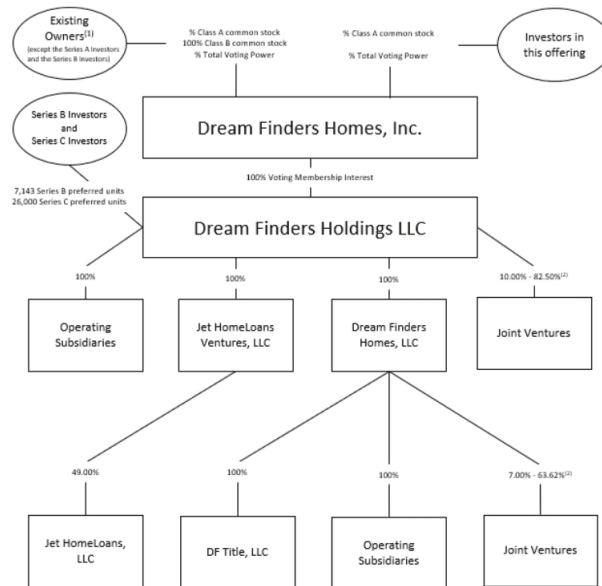 Existing
Owners(1)
(except the Series A Investors
and the Series B Investors)
% Class A common stock
100% Class B common stock
% Total Voting Power
% Class A common stock
% Total Voting Power
Investors in
this offering
Series B Investors
and
Series C Investors
Dream Finders Homes, Inc.
100% Voting Membership Interest
7,143 Series B preferred units
26,000 Series C preferred units
Dream Finders Holdings LLC
100%
100%
100%
10.00% - 82.50%(2)
Operating
Subsidiaries
Jet HomeLoans
Ventures, LLC
Dream Finders
Homes, LLC
Joint Ventures
49.00%
100%
100%
7.00% - 63.62%(2)
Jet HomeLoans,
LLC
DF Title, LLC
Operating
Subsidiaries
Joint Ventures